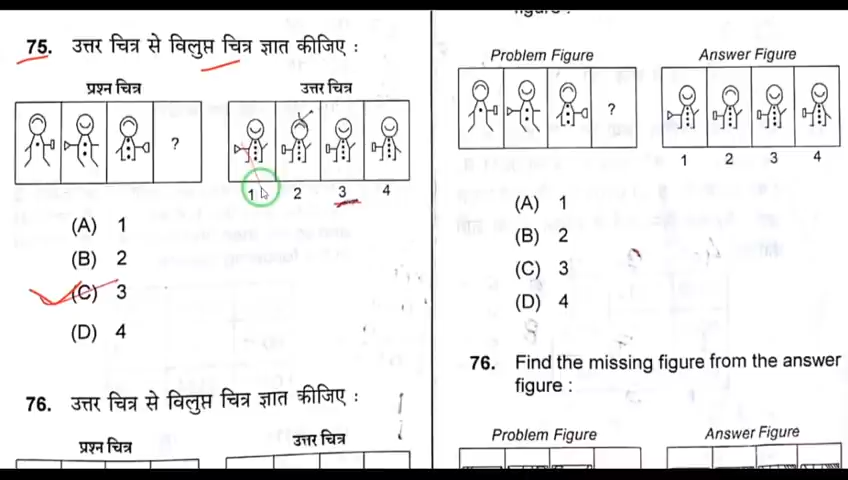 75. उत्तर चित्र से विलुप्त चित्र ज्ञात कीजिए :
प्रश्न चित्र
उत्तर चित्र
?
1 2 3 4
(A) 1
(B) 2
(C) 3
(D) 4
76. उत्तर चित्र से विलुप्त चित्र ज्ञात कीजिए :
प्रश्न चित्र
उत्तर चित्र
figure :
Problem Figure
Answer Figure
?
1 2 3 4
(A) 1
(B) 2
(C) 3
(D) 4
76. Find the missing figure from the answer
figure :
Problem Figure
Answer Figure